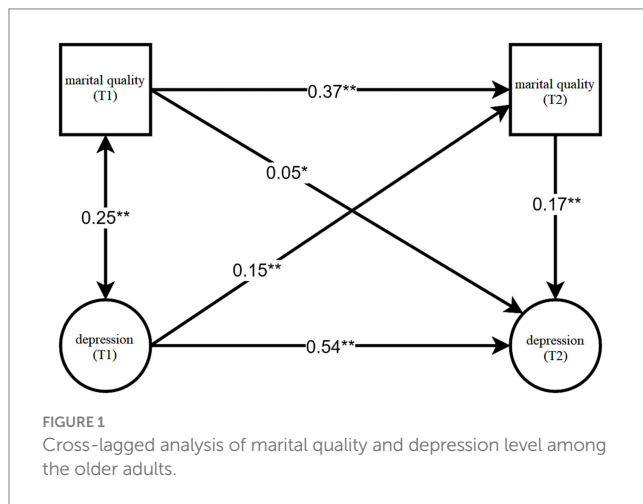 marital quality
(T1)
marital quality
(T2)
0.37**
0.05*
0.25**
0.17**
0.15**
depression
(T1)
0.54**
depression
(T2)
FIGURE 1
Cross-lagged analysis of marital quality and depression level among
the older adults.